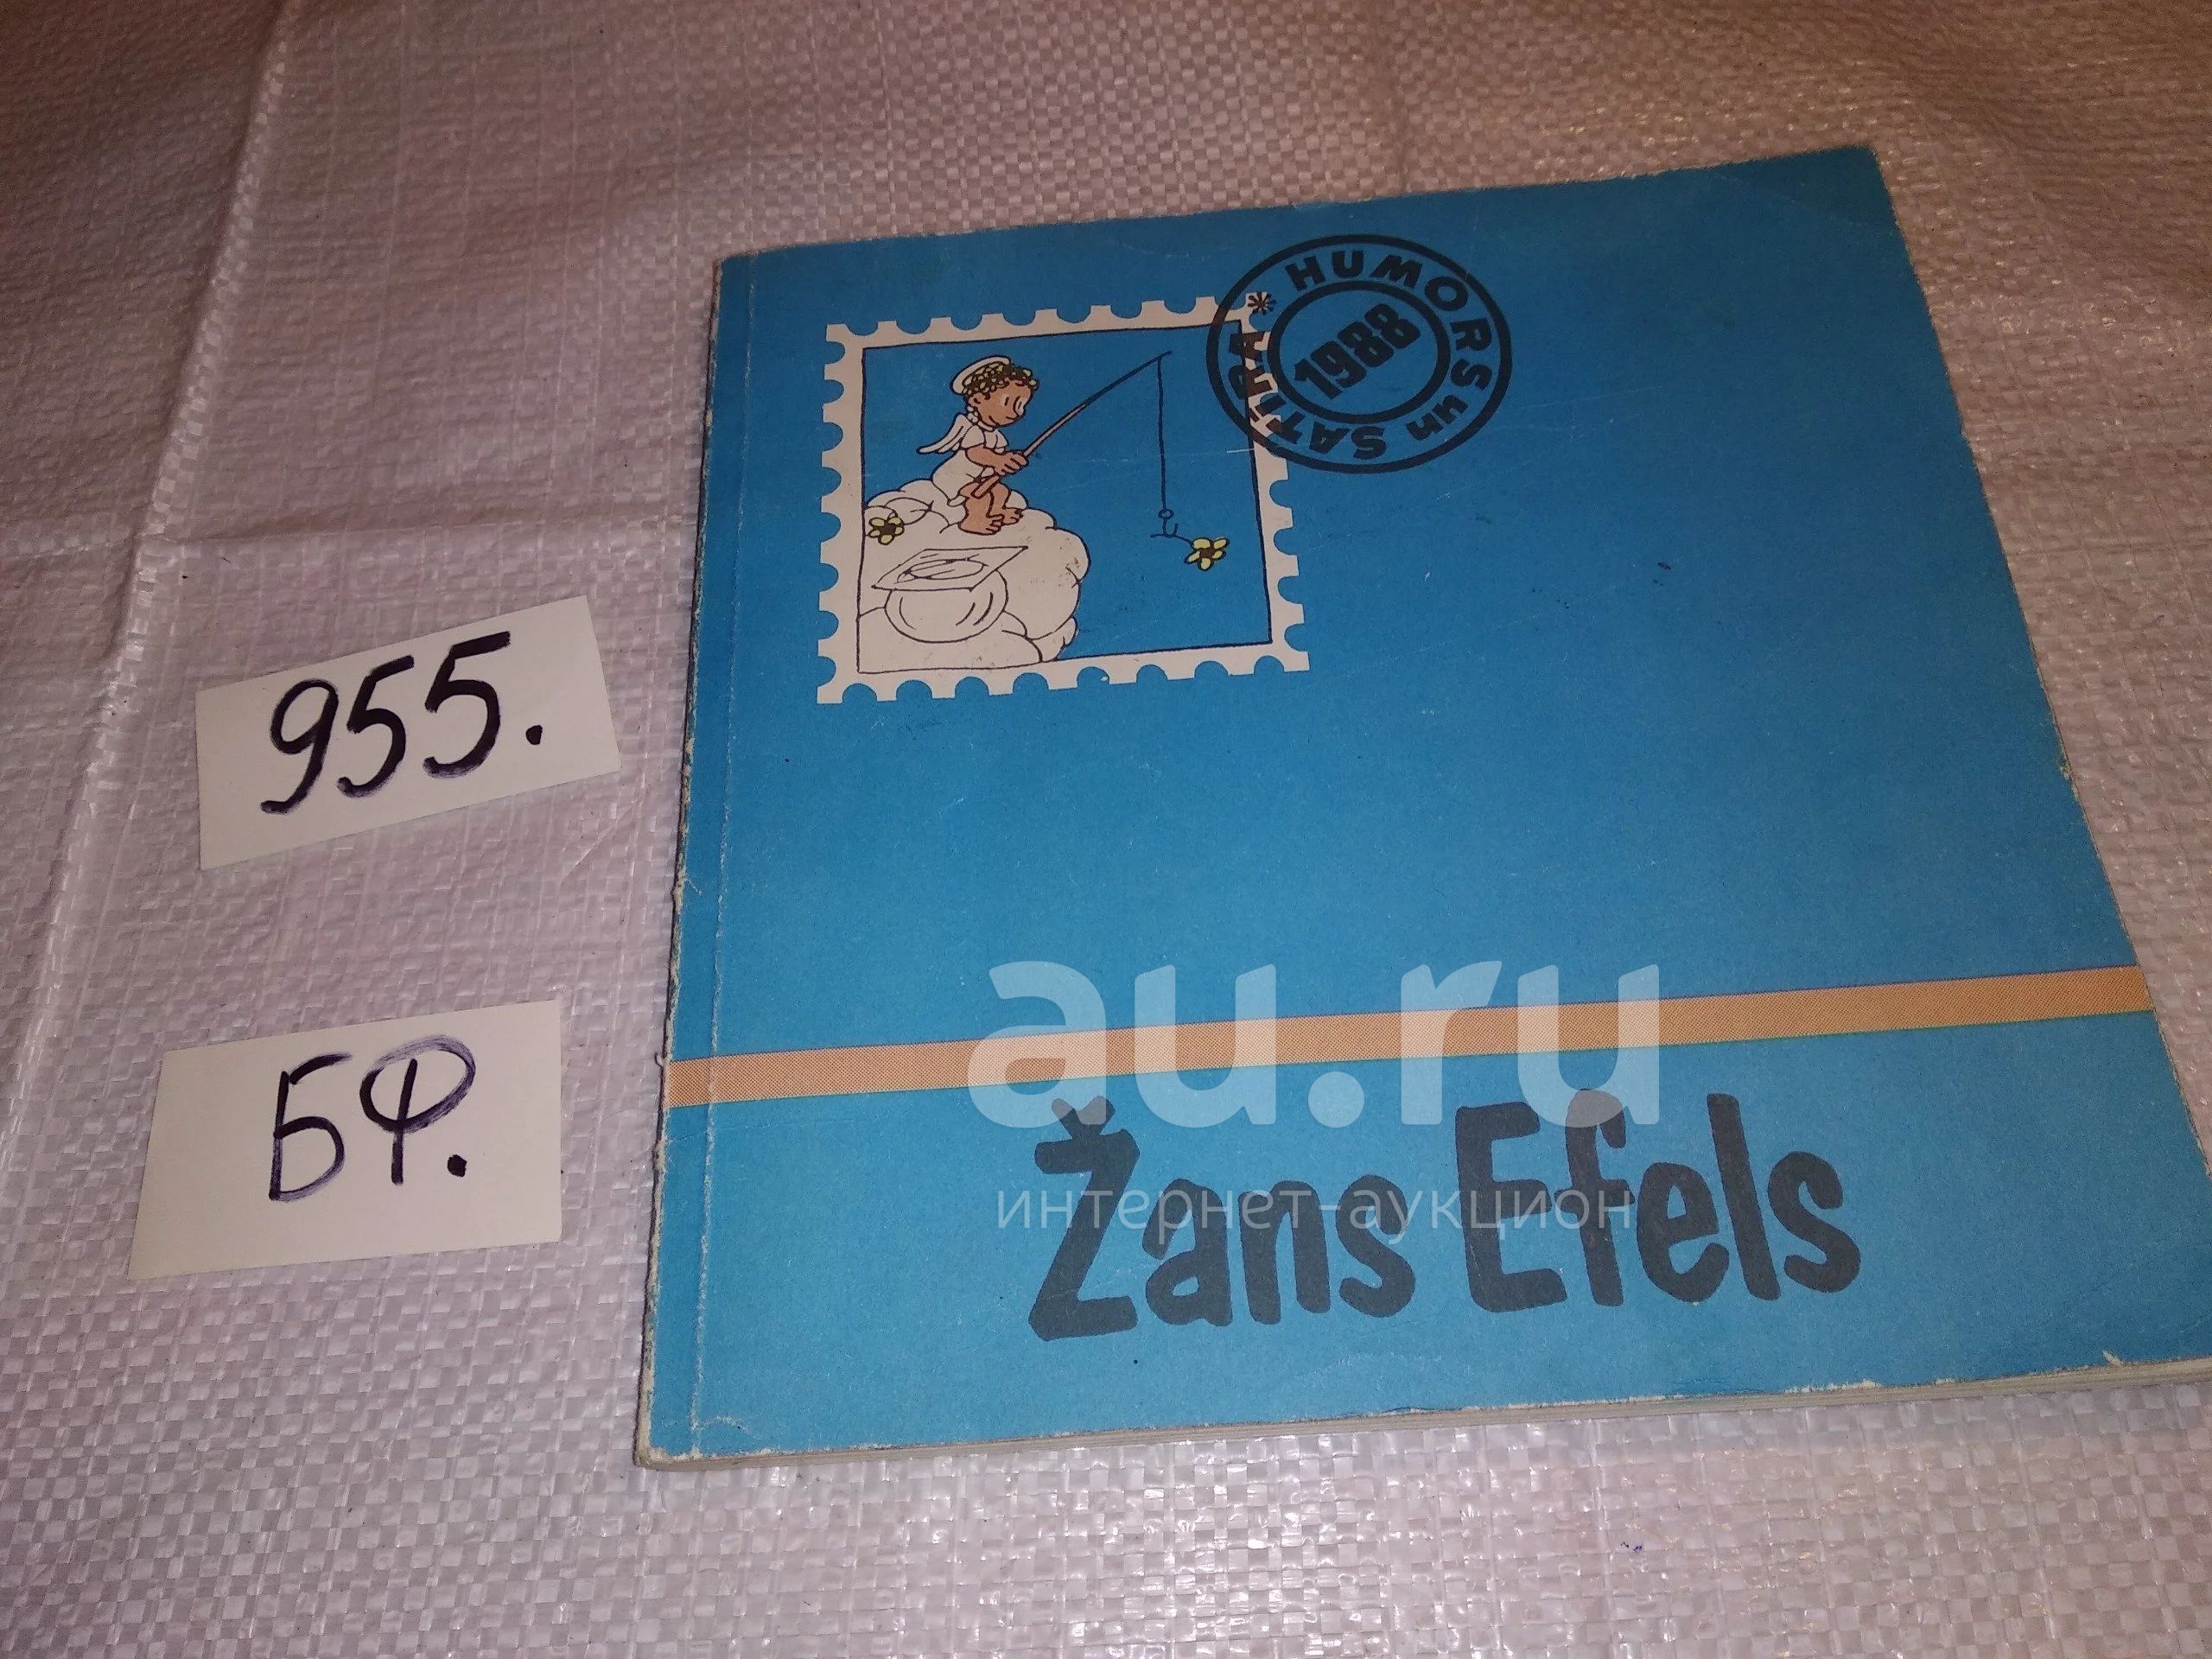 HUMORS un SATĪRA *
1988
955.
БФ.
au.ru
интернет-аукцион
Žans Efels